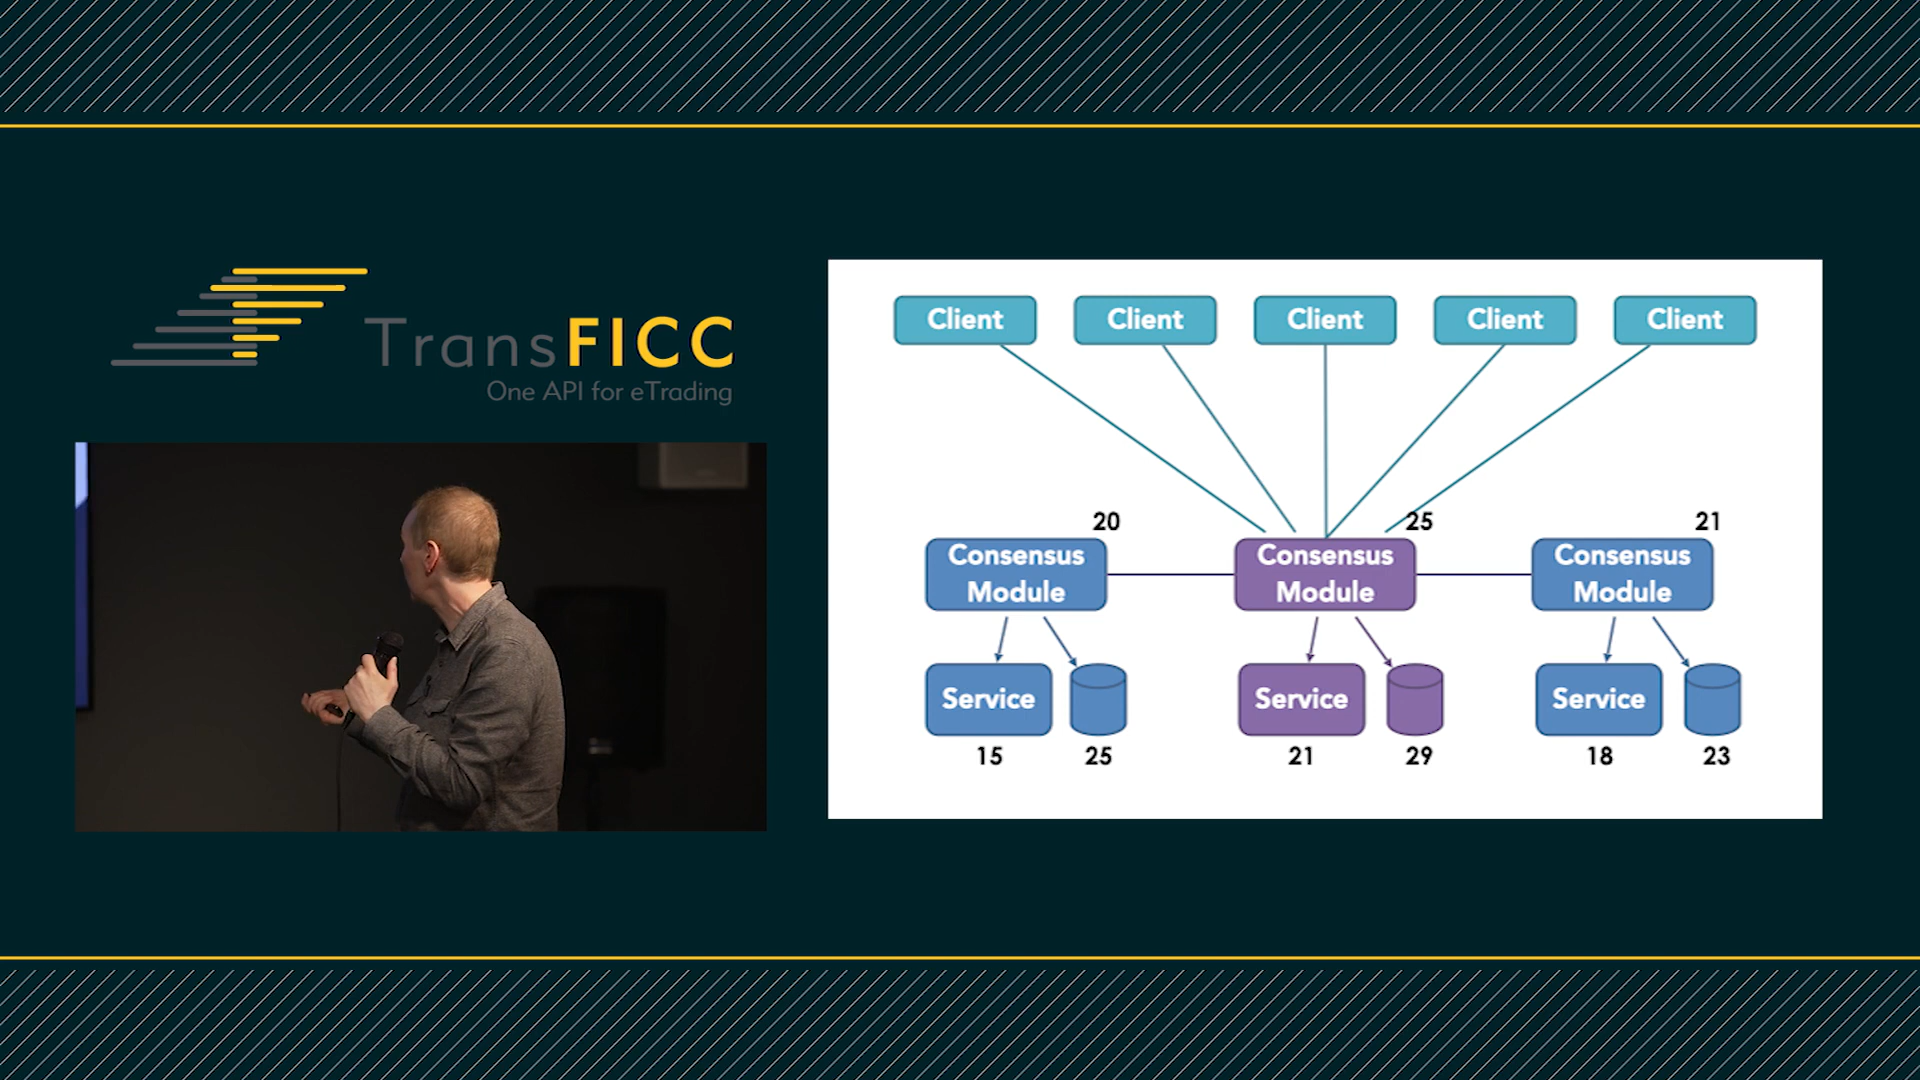 TransFICC
One API for eTrading
Client Client Client Client Client
20 25 21
Consensus Module Consensus Module Consensus Module
Service Service Service
15 25 21 29 18 23